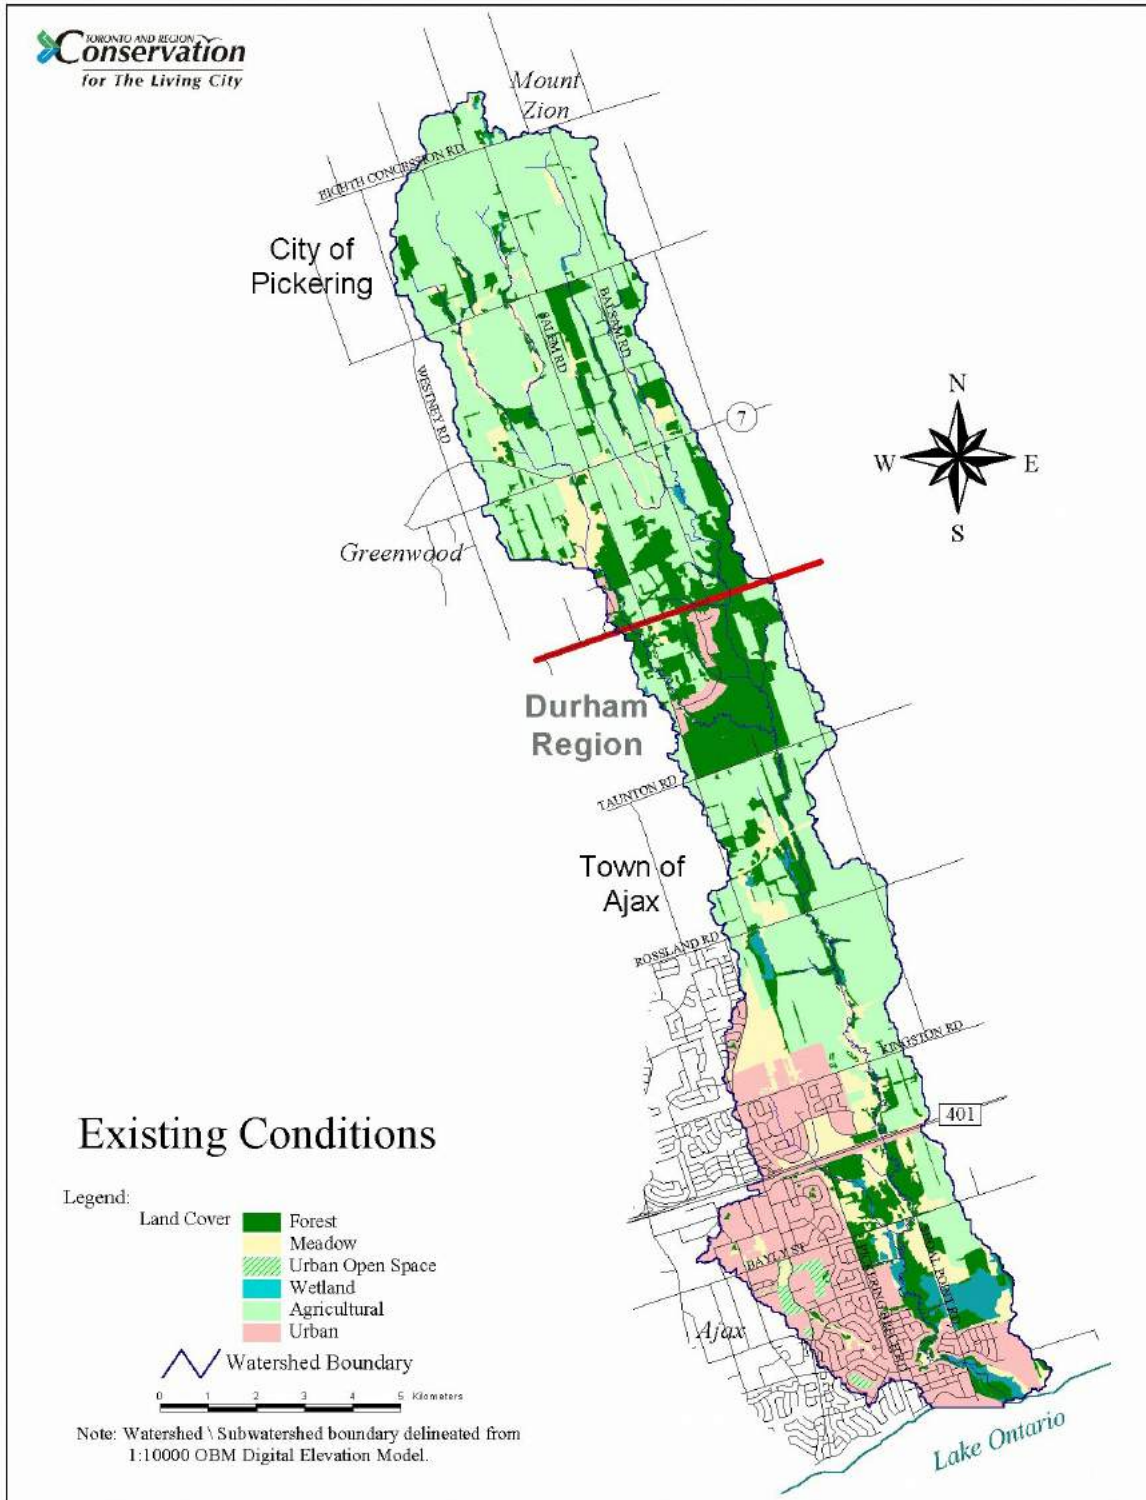 TORONTO AND REGION
Conservation
for The Living City
Mount
Zion
EIGHTH CONCESSION RD
City of
Pickering
BALSAM RD
SALEM RD
WESTNEY RD
7
N
W
E
S
Greenwood
Durham
Region
TAUNTON RD
Town of
Ajax
ROSSLAND RD
KINGSTON RD
401
Existing Conditions
Legend:
Land Cover
Forest
Meadow
Urban Open Space
Wetland
Agricultural
Urban
Watershed Boundary
0 1 2 3 4 5 Kilometers
Note: Watershed \ Subwatershed boundary delineated from
1:10000 OBM Digital Elevation Model.
BAYLY ST
Ajax
Lake Ontario